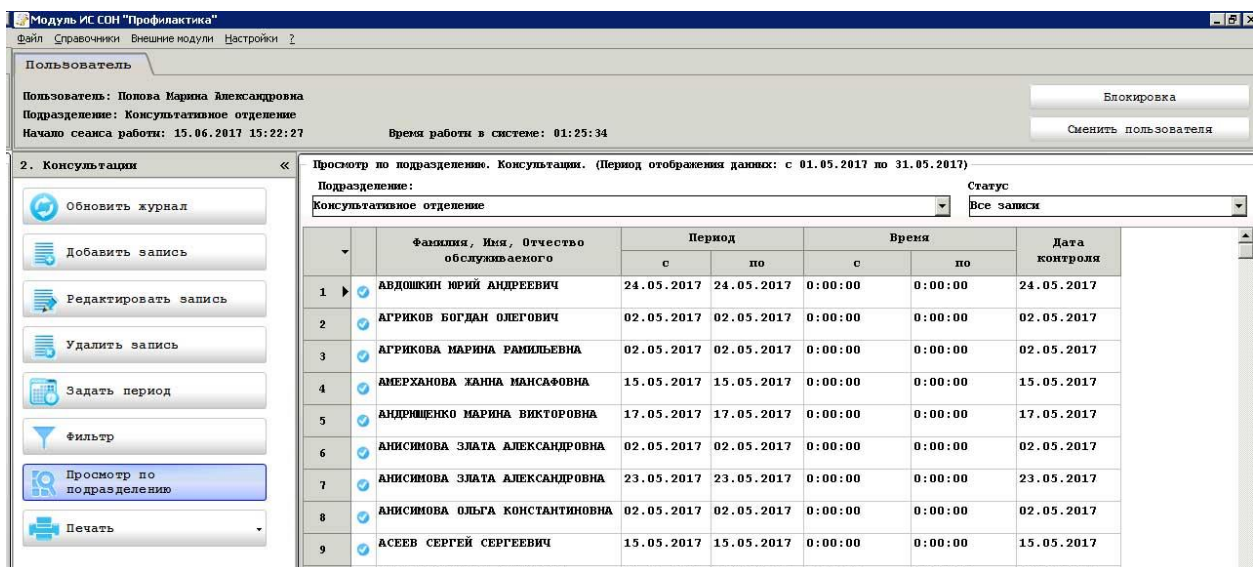 Модуль ИС СОН "Профилактика"
Файл Справочники Внешние модули Настройки ?
Пользователь
Пользователь: Попова Марина Александровна
Подразделение: Консультативное отделение
Начало сеанса работы: 15.06.2017 15:22:27 Время работы в системе: 01:25:34
Блокировка
Сменить пользователя
2. Консультации «
Обновить журнал
Добавить запись
Редактировать запись
Удалить запись
Задать период
Фильтр
Просмотр по
подразделению
Печать
Просмотр по подразделению. Консультации. (Период отображения данных: с 01.05.2017 по 31.05.2017)
Подразделение: Статус
Консультативное отделение Все записи
Фамилия, Имя, Отчество обслуживаемого Период Время Дата контроля
с по с по
1 АВДОШКИН ЮРИЙ АНДРЕЕВИЧ 24.05.2017 24.05.2017 0:00:00 0:00:00 24.05.2017
2 АГРИКОВ БОГДАН ОЛЕГОВИЧ 02.05.2017 02.05.2017 0:00:00 0:00:00 02.05.2017
3 АГРИКОВА МАРИНА РАМИЛЬЕВНА 02.05.2017 02.05.2017 0:00:00 0:00:00 02.05.2017
4 АМЕРХАНОВА ЖАННА МАНСАФОВНА 15.05.2017 15.05.2017 0:00:00 0:00:00 15.05.2017
5 АНДРЮЩЕНКО МАРИНА ВИКТОРОВНА 17.05.2017 17.05.2017 0:00:00 0:00:00 17.05.2017
6 АНИСИМОВА ЗЛАТА АЛЕКСАНДРОВНА 02.05.2017 02.05.2017 0:00:00 0:00:00 02.05.2017
7 АНИСИМОВА ЗЛАТА АЛЕКСАНДРОВНА 23.05.2017 23.05.2017 0:00:00 0:00:00 23.05.2017
8 АНИСИМОВА ОЛЬГА КОНСТАНТИНОВНА 02.05.2017 02.05.2017 0:00:00 0:00:00 02.05.2017
9 АСЕЕВ СЕРГЕЙ СЕРГЕЕВИЧ 15.05.2017 15.05.2017 0:00:00 0:00:00 15.05.2017